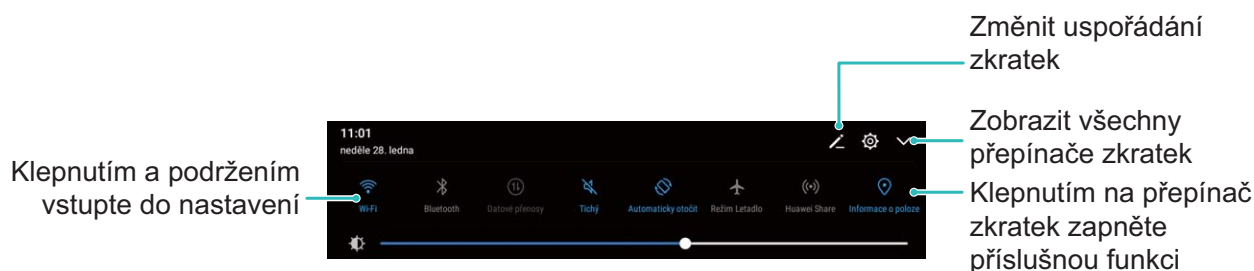 Změnit uspořádání
zkratek
Zobrazit všechny
přepínače zkratek
Klepnutím a podržením
vstupte do nastavení
11:01
neděle 28. ledna
Wi-Fi
Bluetooth
Datové přenosy
Tichý
Automaticky otočit
Režim Letadlo
Huawei Share
Informace o poloze
Klepnutím na přepínač
zkratek zapněte
příslušnou funkci